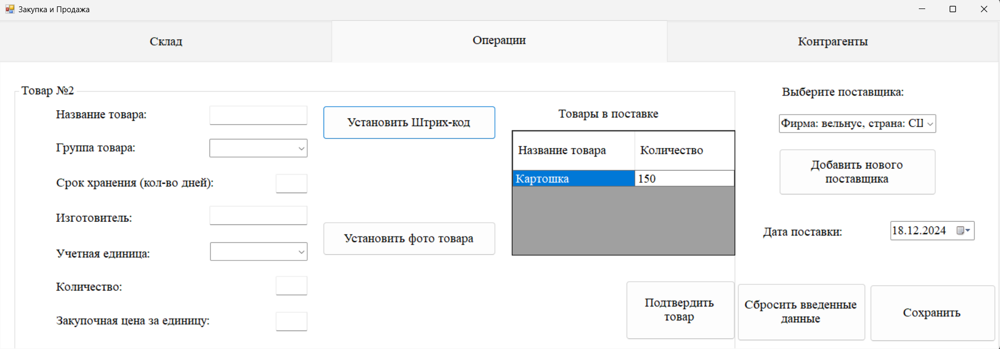 Закупка и Продажа
Склад
Операции
Контрагенты
Товар №2
Название товара:
Группа товара:
Срок хранения (кол-во дней):
Изготовитель:
Учетная единица:
Количество:
Закупочная цена за единицу:
Установить Штрих-код
Установить фото товара
Товары в поставке
Название товара
Количество
Картошка
150
Подтвердить
товар
Выберите поставщика:
Фирма: вельнус, страна:
Добавить нового
поставщика
Дата поставки:
18.12.2024
Сбросить введенные
данные
Сохранить